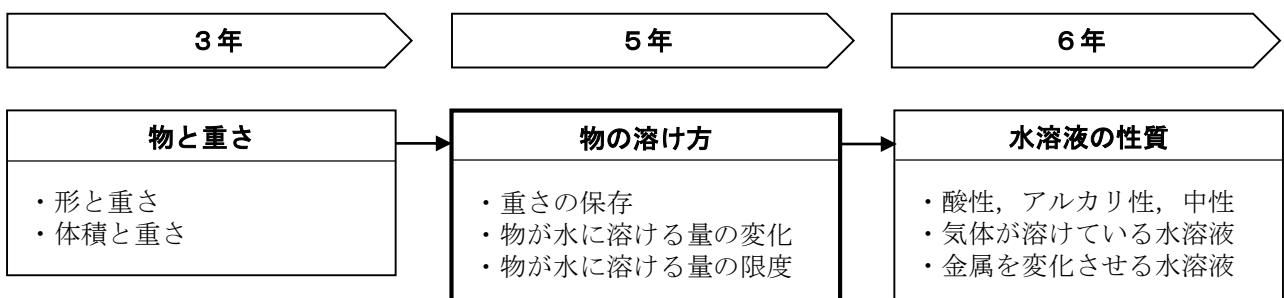 3年
5年
6年
物と重さ
・形と重さ
・体積と重さ
物の溶け方
・重さの保存
・物が水に溶ける量の変化
・物が水に溶ける量の限度
水溶液の性質
・酸性，アルカリ性，中性
・気体が溶けている水溶液
・金属を変化させる水溶液